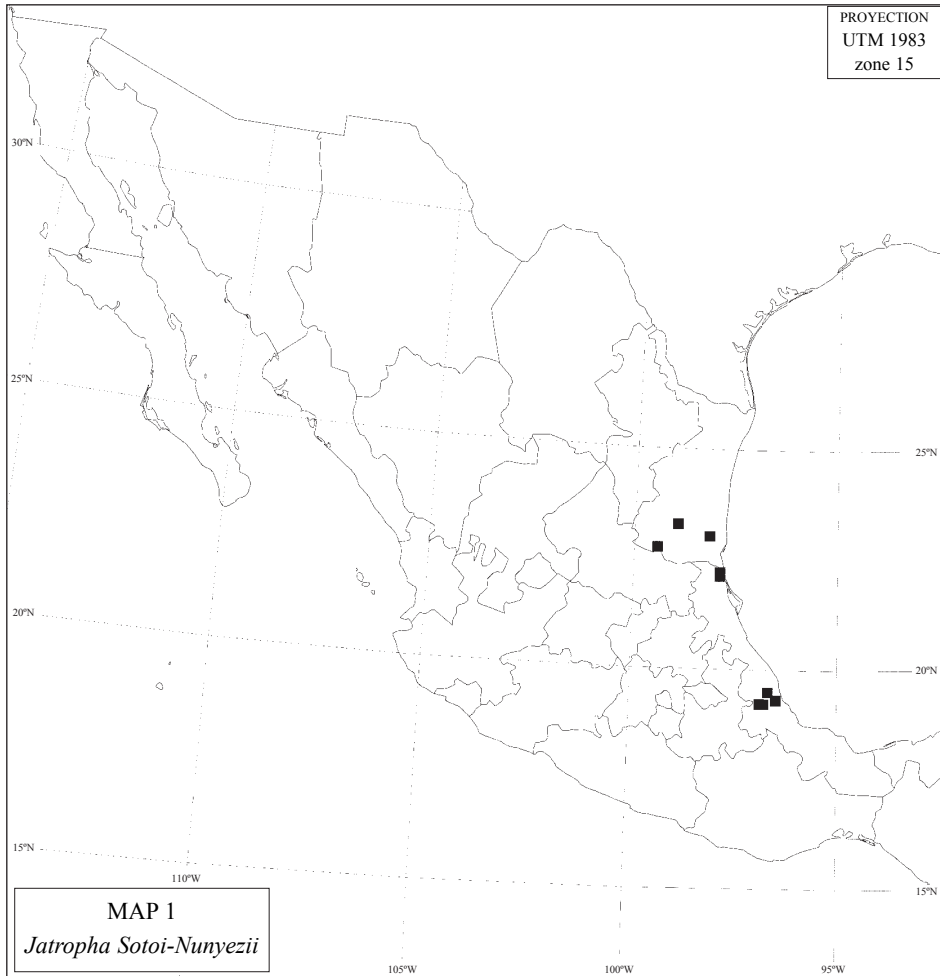 PROYECTION
UTM 1983
zone 15
30ºN
25ºN
25ºN
20ºN
20ºN
15ºN
15ºN
110ºW
105ºW
100ºW
95ºW
MAP 1
Jatropha Sotoi-Nunyezii